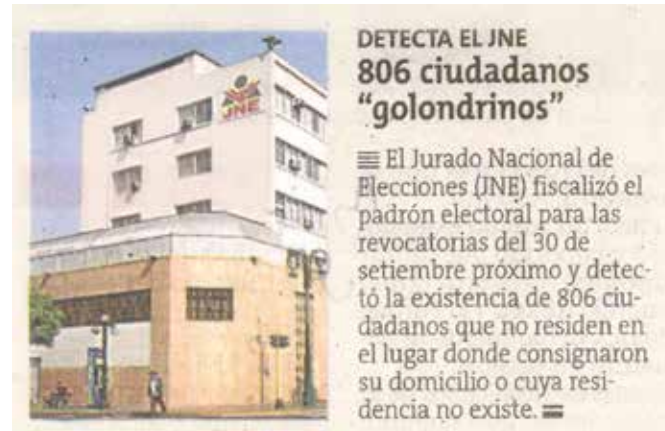 JNE
DETECTA EL JNE
806 ciudadanos
“golondrinos”
El Jurado Nacional de
Elecciones (JNE) fiscalizó el
padrón electoral para las
revocatorias del 30 de
setiembre próximo y detec-
tó la existencia de 806 ciu-
dadanos que no residen en
el lugar donde consignaron
su domicilio o cuya resi-
dencia no existe.